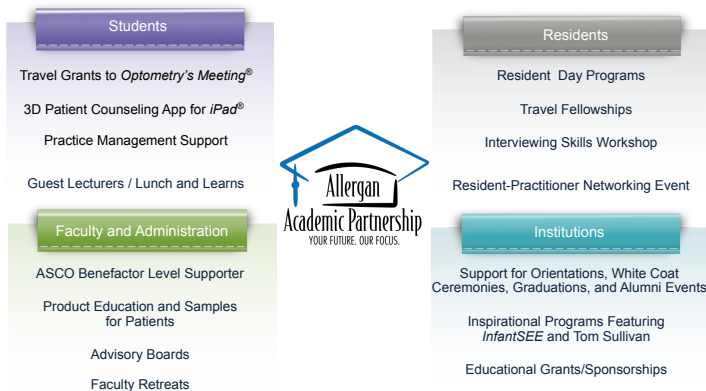 Students
Travel Grants to Optometry's Meeting®
3D Patient Counseling App for iPad®
Practice Management Support
Guest Lecturers / Lunch and Learns
Residents
Resident Day Programs
Travel Fellowships
Interviewing Skills Workshop
Resident-Practitioner Networking Event
Allergan
Academic Partnership
YOUR FUTURE. OUR FOCUS.
Faculty and Administration
ASCO Benefactor Level Supporter
Product Education and Samples
for Patients
Advisory Boards
Faculty Retreats
Institutions
Support for Orientations, White Coat
Ceremonies, Graduations, and Alumni Events
Inspirational Programs Featuring
InfantSEE and Tom Sullivan
Educational Grants/Sponsorships